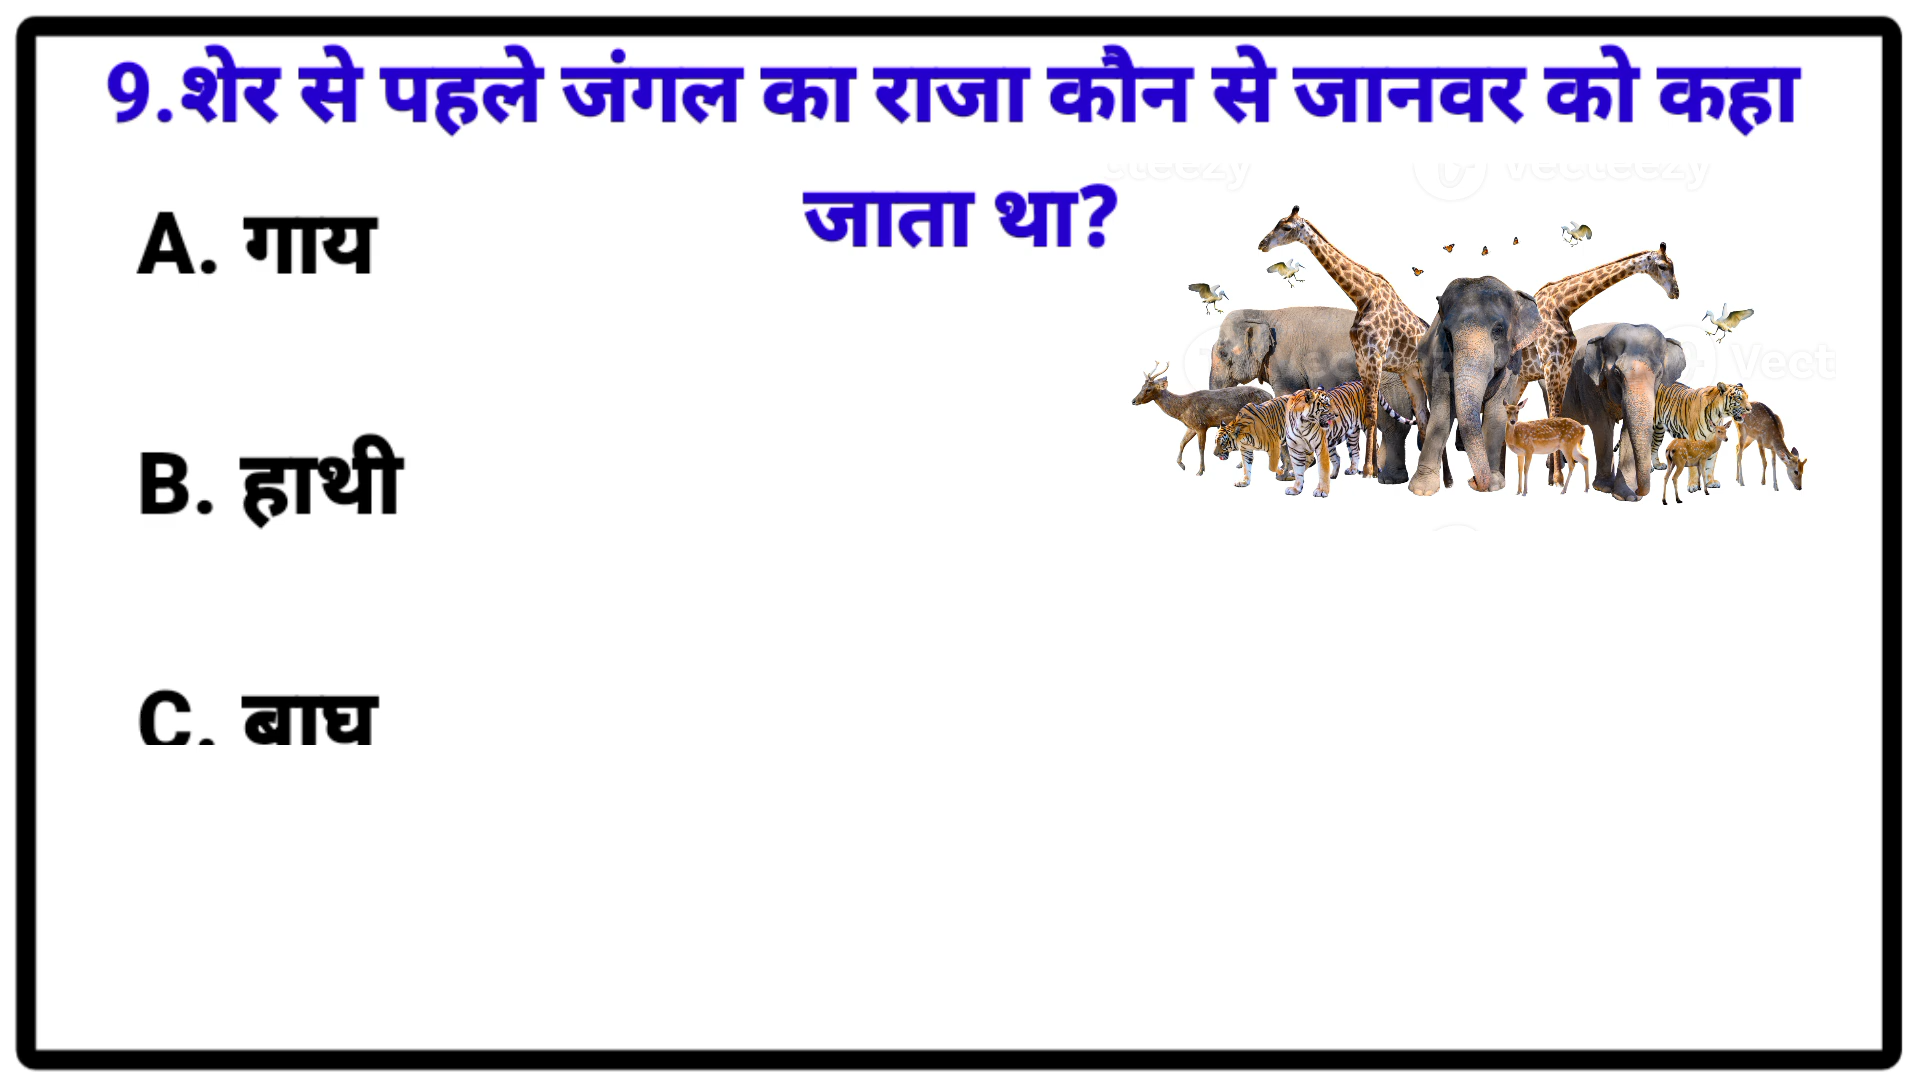 9.शेर से पहले जंगल का राजा कौन से जानवर को कहा
जाता था?
A. गाय
B. हाथी
C. बाघ